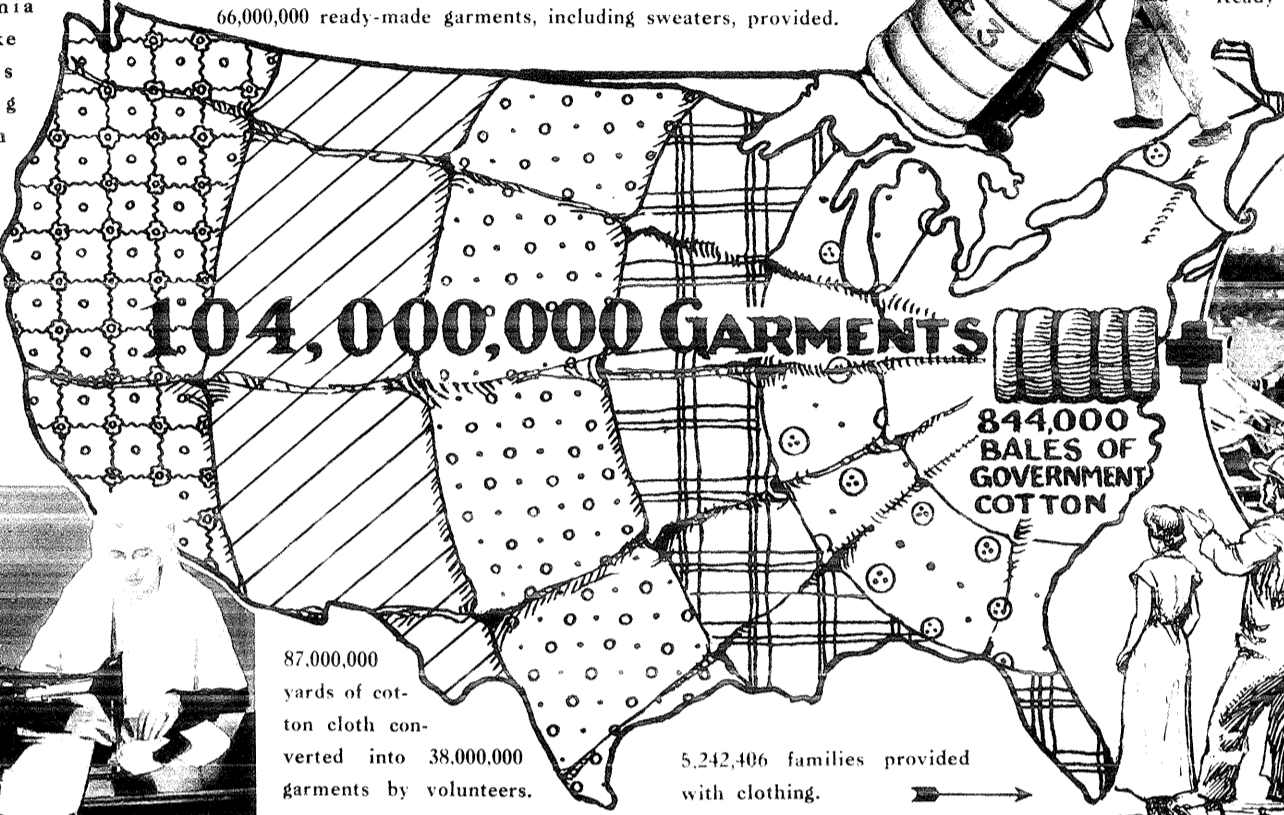 66,000,000 ready-made garments, including sweaters, provided.
104,000,000 GARMENTS
844,000
BALES OF
GOVERNMENT
COTTON
87.000,000
yards of cot-
ton cloth con-
verted into 38.000,000
garments by volunteers.
5,242,406 families provided
with clothing.